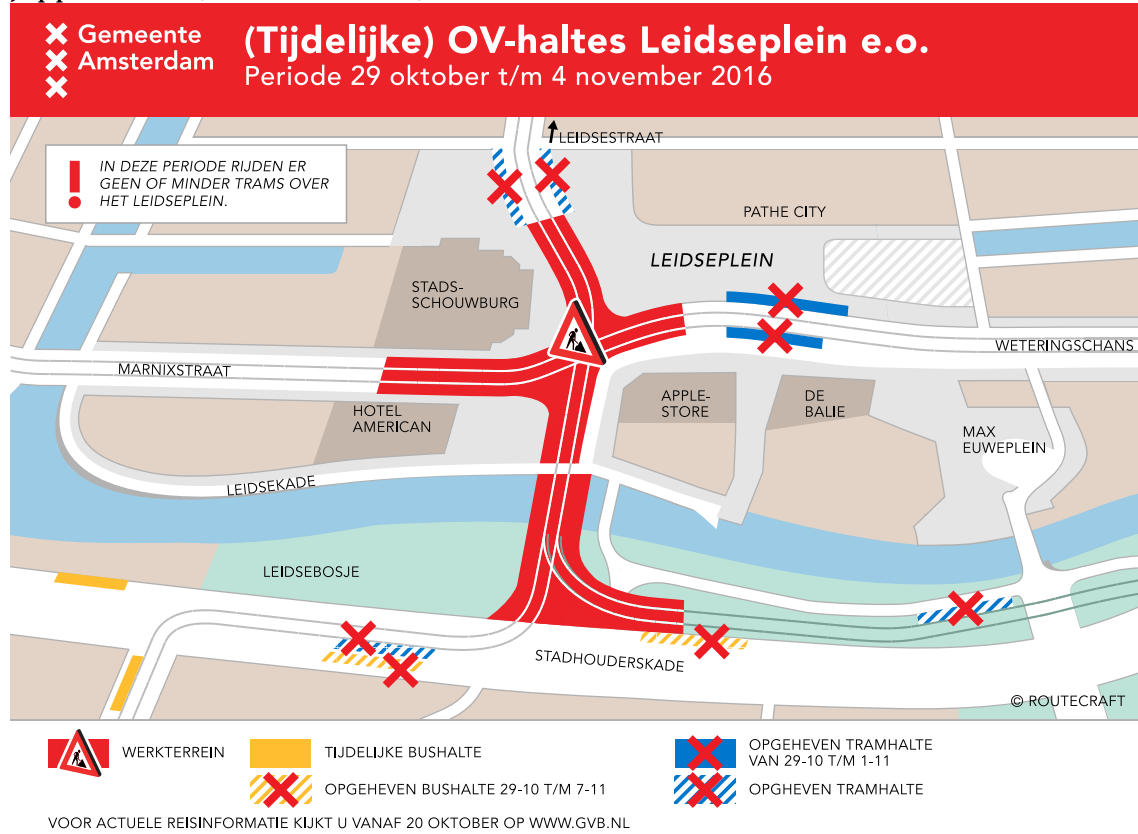 Gemeente
Amsterdam
(Tijdelijke) OV-haltes Leidseplein e.o.
Periode 29 oktober t/m 4 november 2016
LEIDSESTRAAT
IN DEZE PERIODE RIJDEN ER
GEEN OF MINDER TRAMS OVER
HET LEIDSEPLEIN.
PATHE CITY
LEIDSEPLEIN
STADS-
SCHOUWBURG
WETERINGSCHANS
MARNIXSTRAAT
HOTEL
AMERICAN
APPLE-
STORE
DE
BALIE
MAX
EUWEPLEIN
LEIDSEKADE
LEIDSEBOSJE
STADHOUDERSKADE
© ROUTECRAFT
WERKTERREIN
TIJDELIJKE BUSHALTE
OPGEHEVEN BUSHALTE 29-10 T/M 7-11
OPGEHEVEN TRAMHALTE
VAN 29-10 T/M 1-11
OPGHEVEN TRAMHALTE
VOOR ACTUELE REISINFORMATIE KIJKT U VANAF 20 OKTOBER OP WWW.GVB.NL